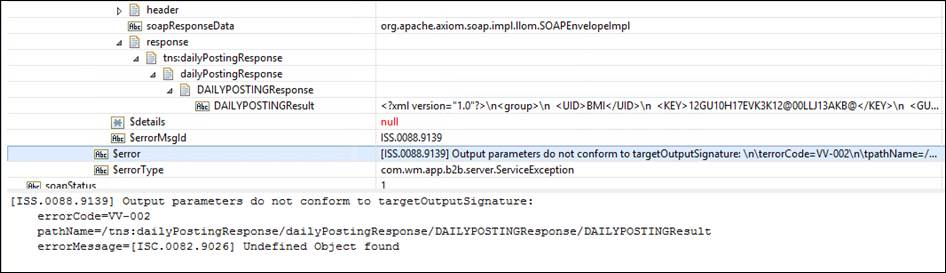 header
soapResponseData org.apache.axiom.soap.impl.llom.SOAPEnvelopeImpl
response
tns:dailyPostingResponse
dailyPostingResponse
DAILYPOSTINGResponse
DAILYPOSTINGResult <?xml version="1.0"?>\n<group>\n <UID>BMI</UID>\n <KEY>12GU10H17EVK3K12@00LLJ13AKB@</KEY>\n <GU...
$details null
$errorMsgId ISS.0088.9139
$error [ISS.0088.9139] Output parameters do not conform to targetOutputSignature: \n\terrorCode=VV-002\n\tpathName=/...
$errorType com.wm.app.b2b.server.ServiceException
soapStatus 1
[ISS.0088.9139] Output parameters do not conform to targetOutputSignature:
errorCode=VV-002
pathName=/tns:dailyPostingResponse/dailyPostingResponse/DAILYPOSTINGResponse/DAILYPOSTINGResult
errorMessage=[ISC.0082.9026] Undefined Object found